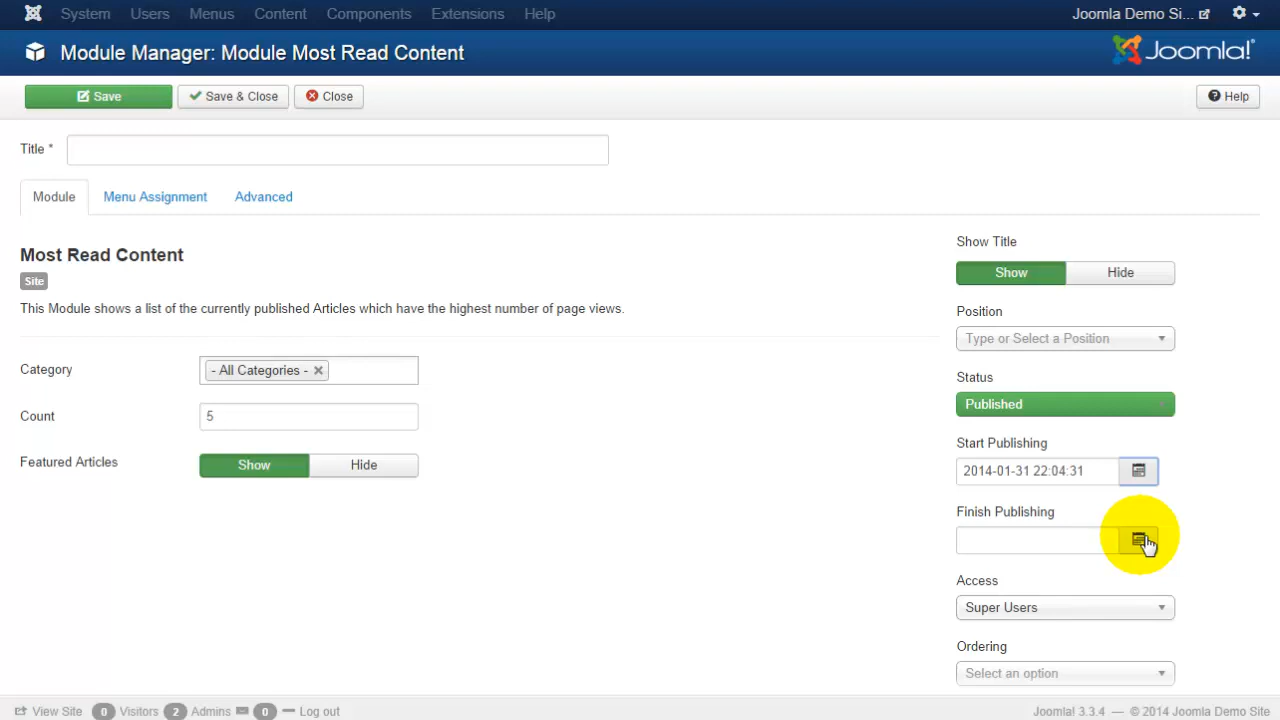 System Users Menus Content Components Extensions Help Joomla Demo Si...
Module Manager: Module Most Read Content Joomla!®
Save Save & Close Close Help
Title *
Module Menu Assignment Advanced
Most Read Content
Site
This Module shows a list of the currently published Articles which have the highest number of page views.
Category - All Categories -
Count 5
Featured Articles Show Hide
Show Title
Show Hide
Position
Type or Select a Position
Status
Published
Start Publishing
2014-01-31 22:04:31
Finish Publishing
Access
Super Users
Ordering
Select an option
View Site 0 Visitors 2 Admins 0 Log out Joomla! 3.3.4 — © 2014 Joomla Demo Site